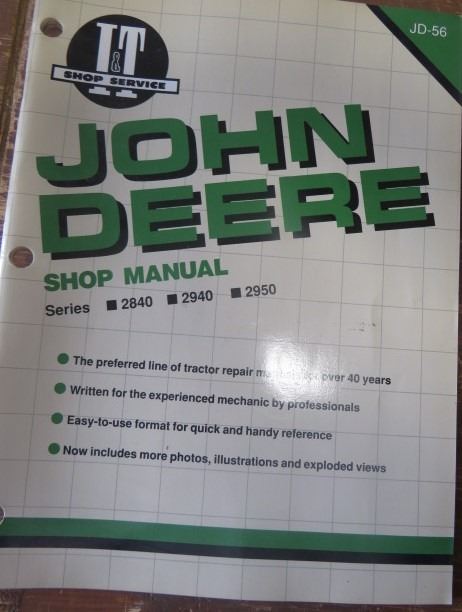 JD-56
I&T
SHOP SERVICE
JOHN
DEERE
SHOP MANUAL
Series ■ 2840 ■ 2940 ■ 2950
● The preferred line of tractor repair over 40 years
● Written for the experienced mechanic by professionals
● Easy-to-use format for quick and handy reference
● Now includes more photos, illustrations and exploded views